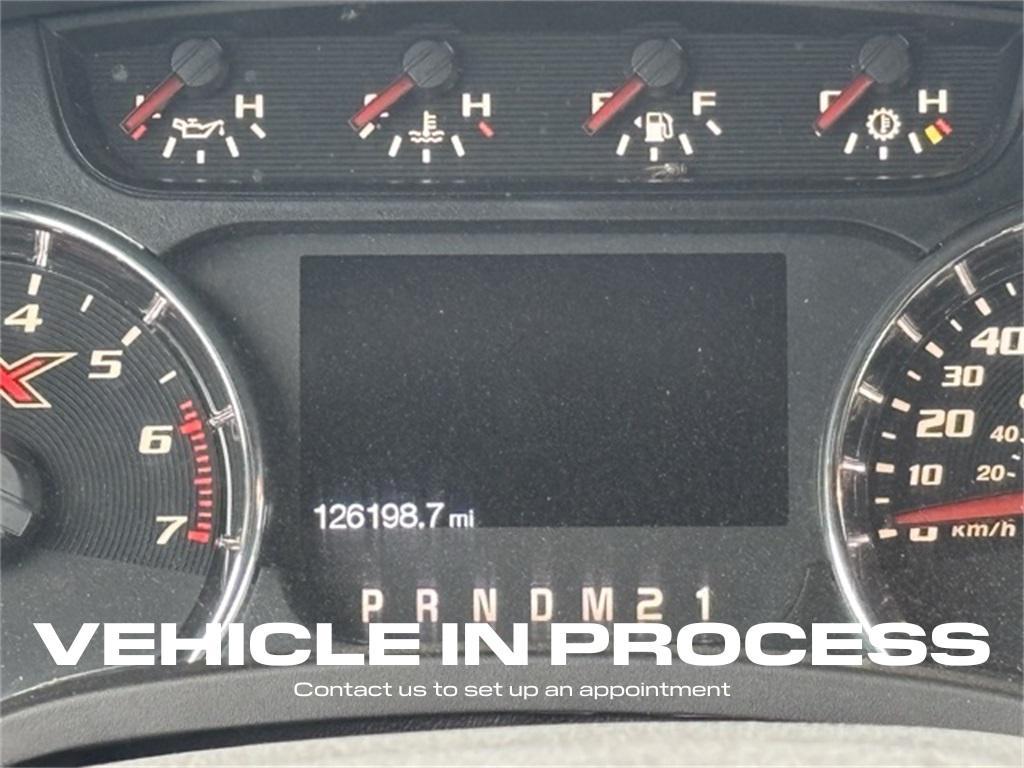 H H F H
4
5
6
7
40
30
20
10
0
40
20
km/h
126198.7 mi
P R N D M 2 1
VEHICLE IN PROCESS
Contact us to set up an appointment